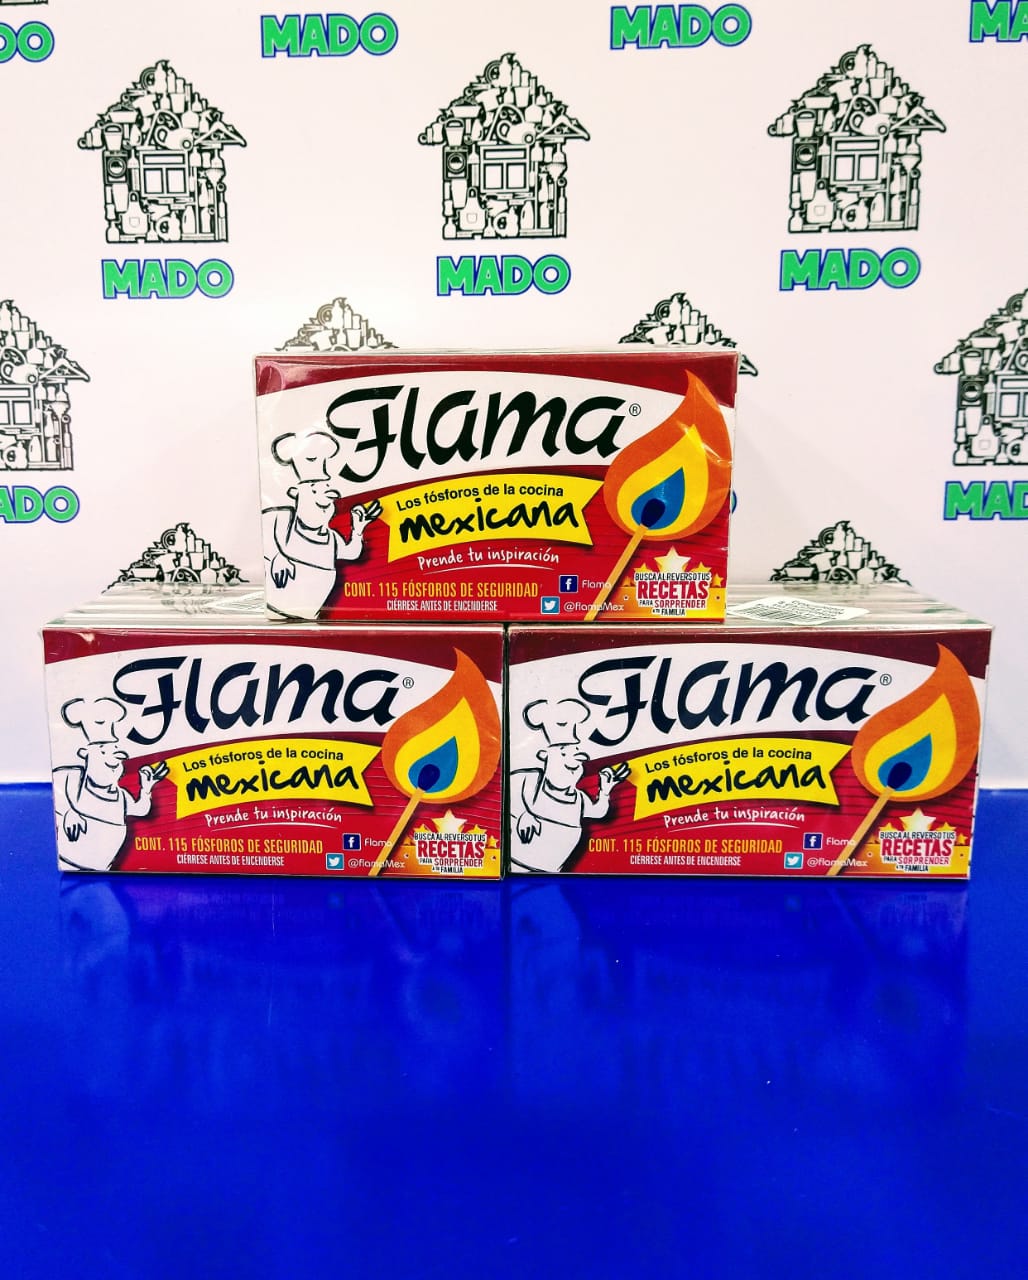 MADO
MADO
MADO
MADO
MADO
MADO
MADO
MADO
MADO
Flama®
Los fósforos de la cocina
mexicana
Prende tu inspiración
CONT. 115 FÓSFOROS DE SEGURIDAD
CIÉRRESE ANTES DE ENCENDERSE
f Flama
@flamaMex
BUSCA AL REVERSO TUS
RECETAS
PARA SORPRENDER
A TU FAMILIA
Flama®
Los fósforos de la cocina
mexicana
Prende tu inspiración
CONT. 115 FÓSFOROS DE SEGURIDAD
CIÉRRESE ANTES DE ENCENDERSE
f Flama
@flamaMex
BUSCA AL REVERSO TUS
RECETAS
PARA SORPRENDER
A TU FAMILIA
Flama®
Los fósforos de la cocina
mexicana
Prende tu inspiración
CONT. 115 FÓSFOROS DE SEGURIDAD
CIÉRRESE ANTES DE ENCENDERSE
f Flama
@flamaMex
BUSCA AL REVERSO TUS
RECETAS
PARA SORPRENDER
A TU FAMILIA